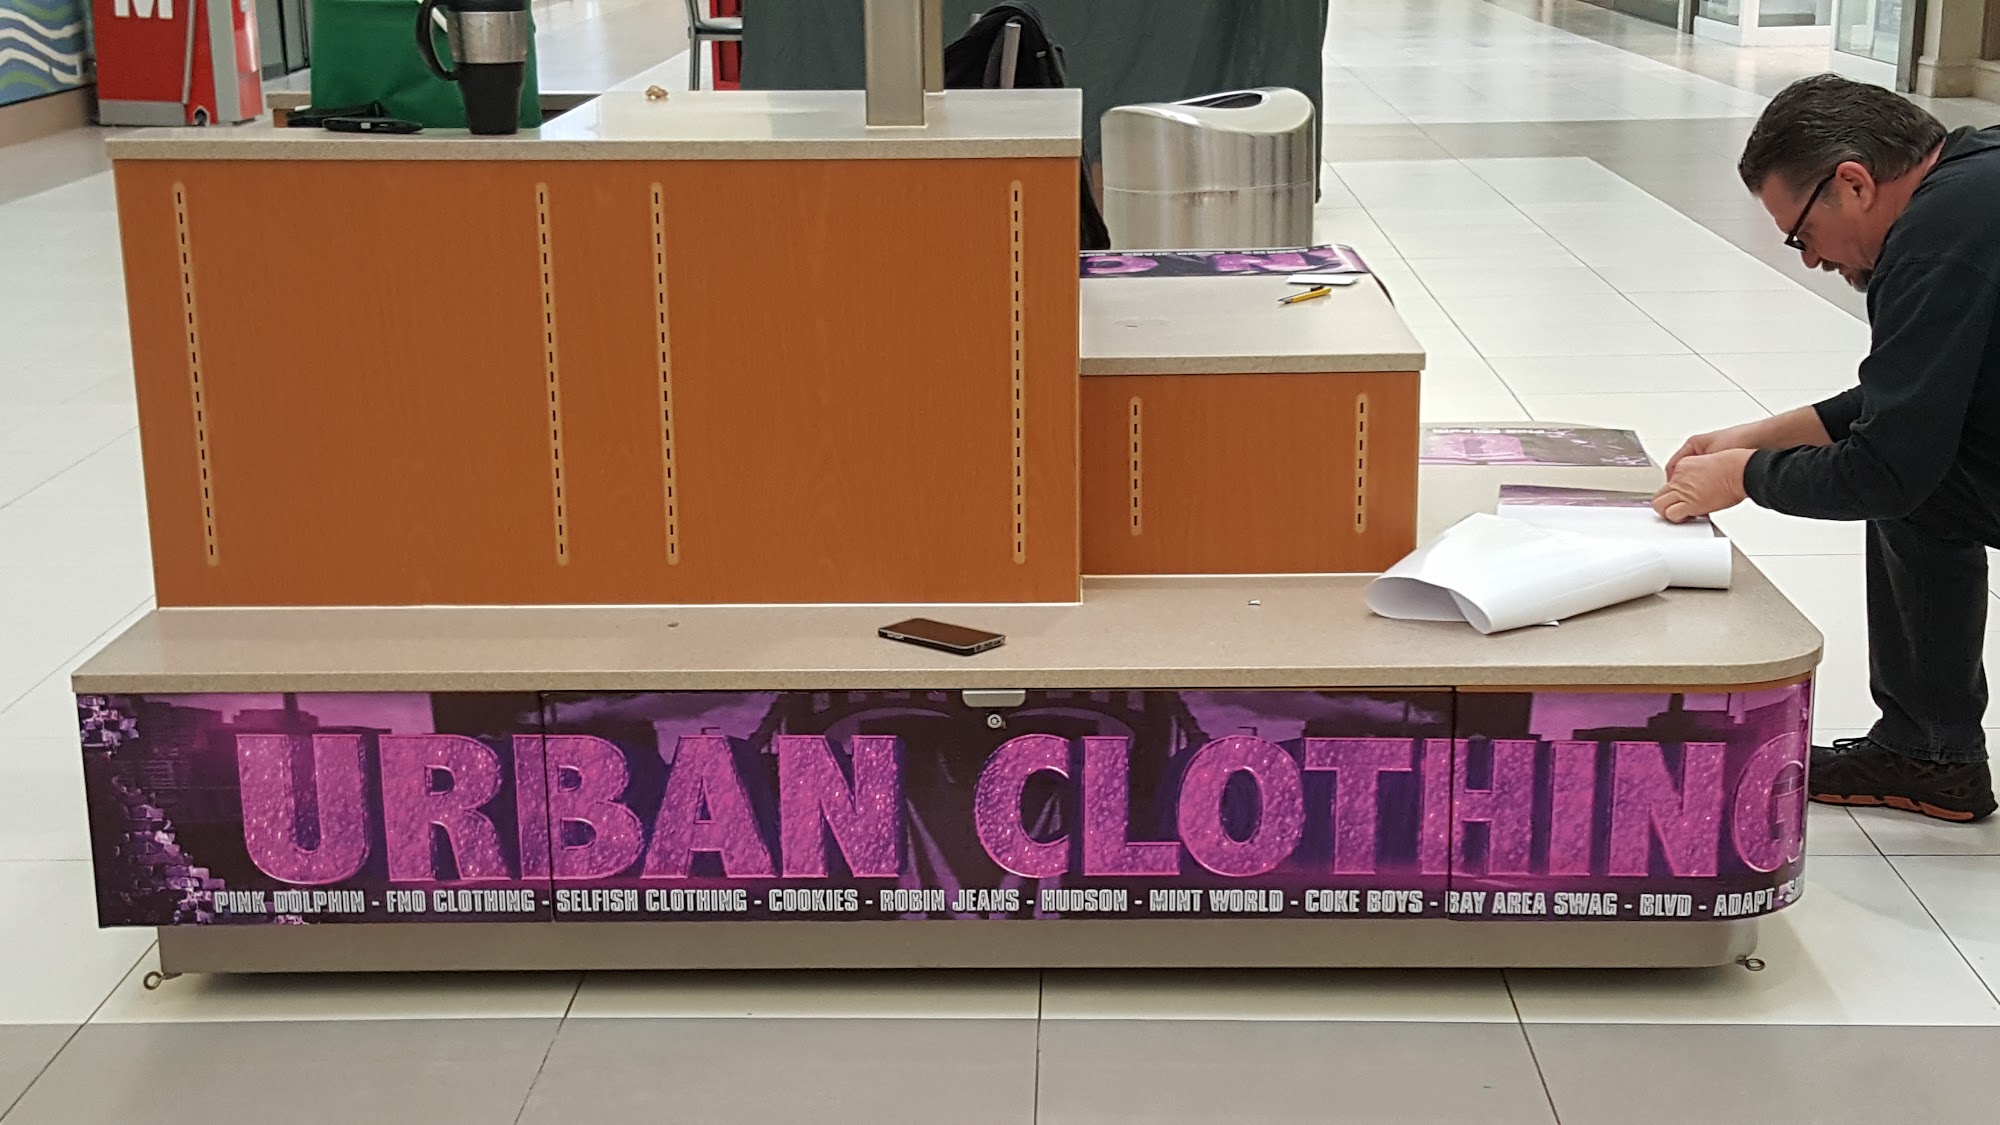 M
URBAN CLOTHING
PINK DOLPHIN - FNO CLOTHING - SELFISH CLOTHING - COOKIES - ROBIN JEANS - HUDSON - MINT WORLD - COKE BOYS - BAY AREA SWAG - BLVD - ADAPT -